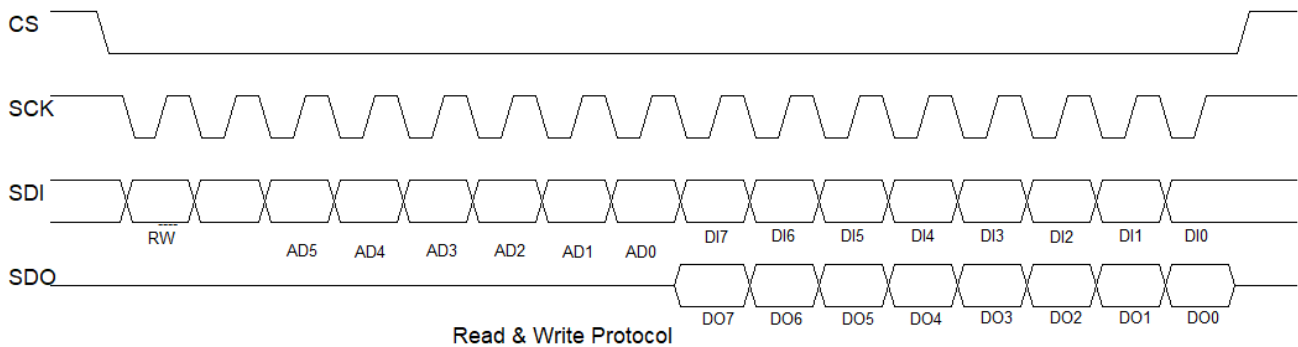 CS
SCK
SDI
RW AD5 AD4 AD3 AD2 AD1 AD0 DI7 DI6 DI5 DI4 DI3 DI2 DI1 DI0
SDO
DO7 DO6 DO5 DO4 DO3 DO2 DO1 DO0
Read & Write Protocol